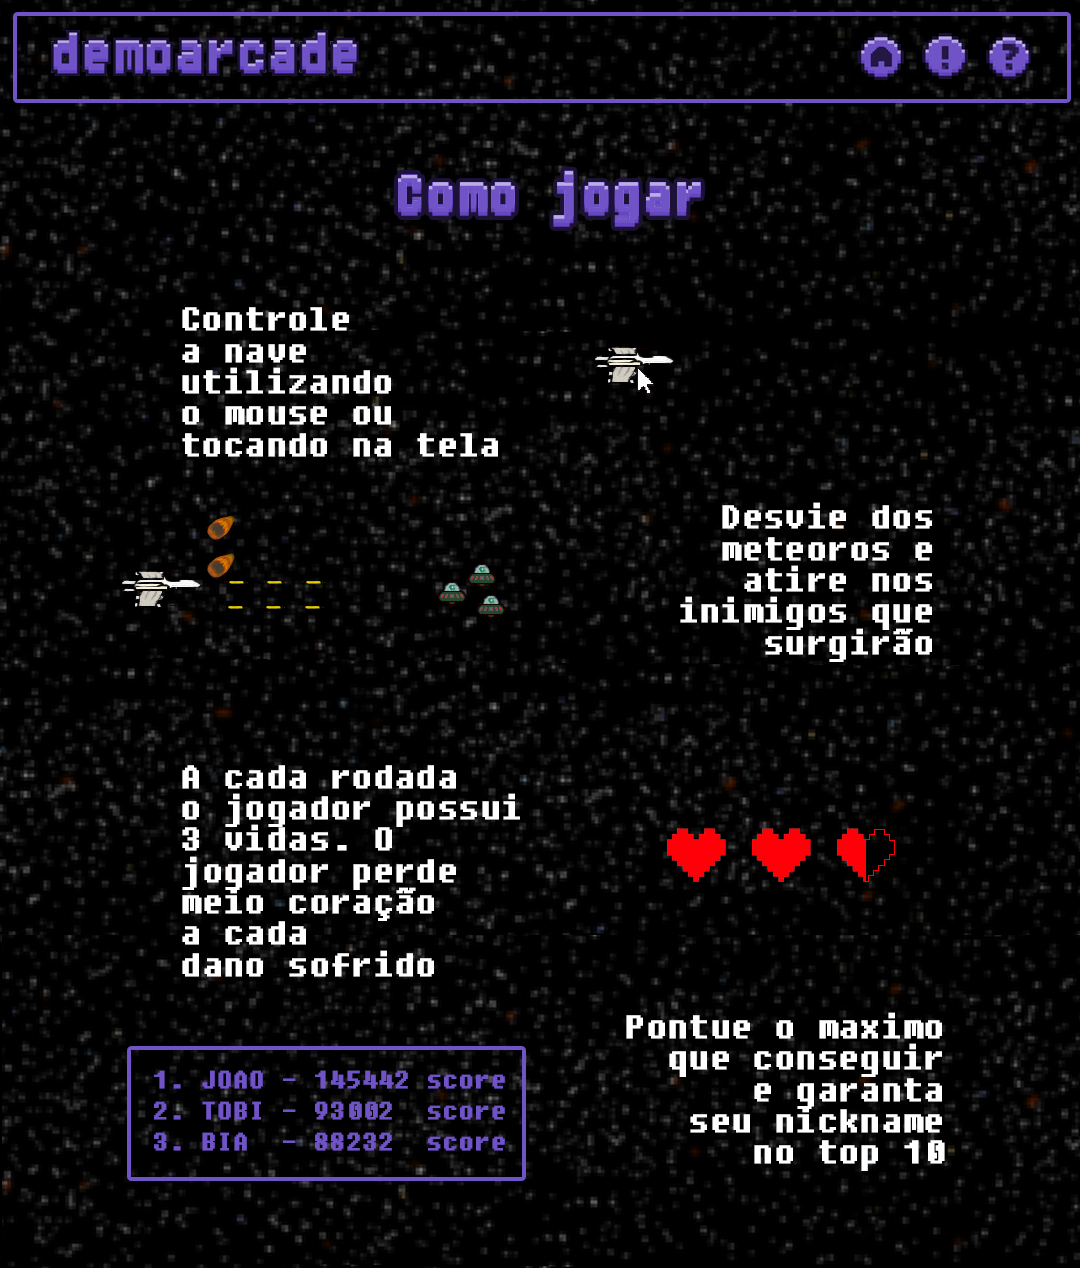 demoarcade
Como jogar
Controle
a nave
utilizando
o mouse ou
tocando na tela
Desvie dos
meteoros e
atire nos
inimigos que
surgirão
A cada rodada
o jogador possui
3 vidas. O
jogador perde
meio coração
a cada
dano sofrido
Pontue o maximo
que conseguir
e garanta
seu nickname
no top 10
1. JOAO - 145442 score
2. TOBI - 93002 score
3. BIA - 88232 score